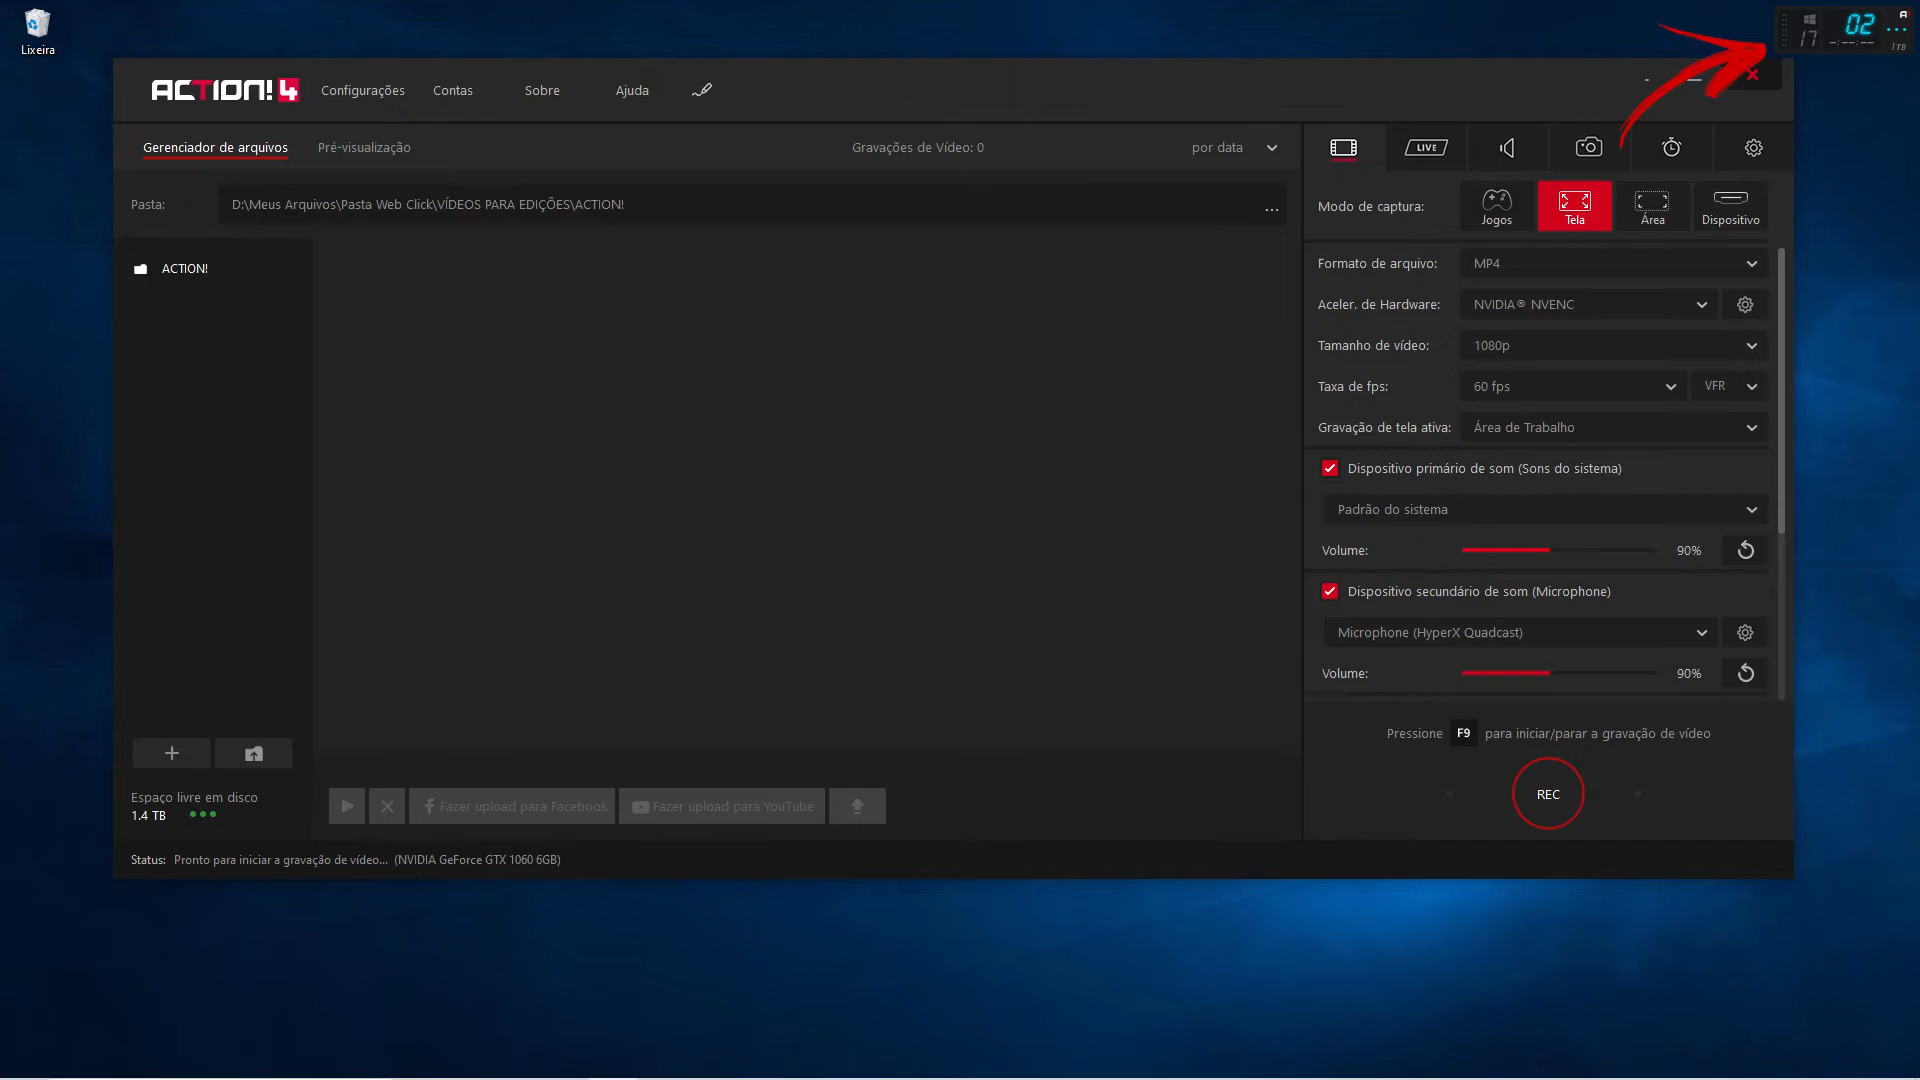 Lixeira
17
02
-:--:--
1TB
ACTION! 4
Configurações
Contas
Sobre
Ajuda
Gerenciador de arquivos
Pré-visualização
Gravações de Vídeo: 0
por data
LIVE
Pasta:
D:\Meus Arquivos\Pasta Web Click\VÍDEOS PARA EDIÇÕES\ACTION!
...
ACTION!
Modo de captura:
Jogos
Tela
Área
Dispositivo
Formato de arquivo:
MP4
Aceler. de Hardware:
NVIDIA® NVENC
Tamanho de vídeo:
1080p
Taxa de fps:
60 fps
VFR
Gravação de tela ativa:
Área de Trabalho
Dispositivo primário de som (Sons do sistema)
Padrão do sistema
Volume:
90%
Dispositivo secundário de som (Microphone)
Microphone (HyperX Quadcast)
Volume:
90%
Pressione F9 para iniciar/parar a gravação de vídeo
REC
Espaço livre em disco
1.4 TB
Fazer upload para Facebook
Fazer upload para YouTube
Status: Pronto para iniciar a gravação de vídeo... (NVIDIA GeForce GTX 1060 6GB)